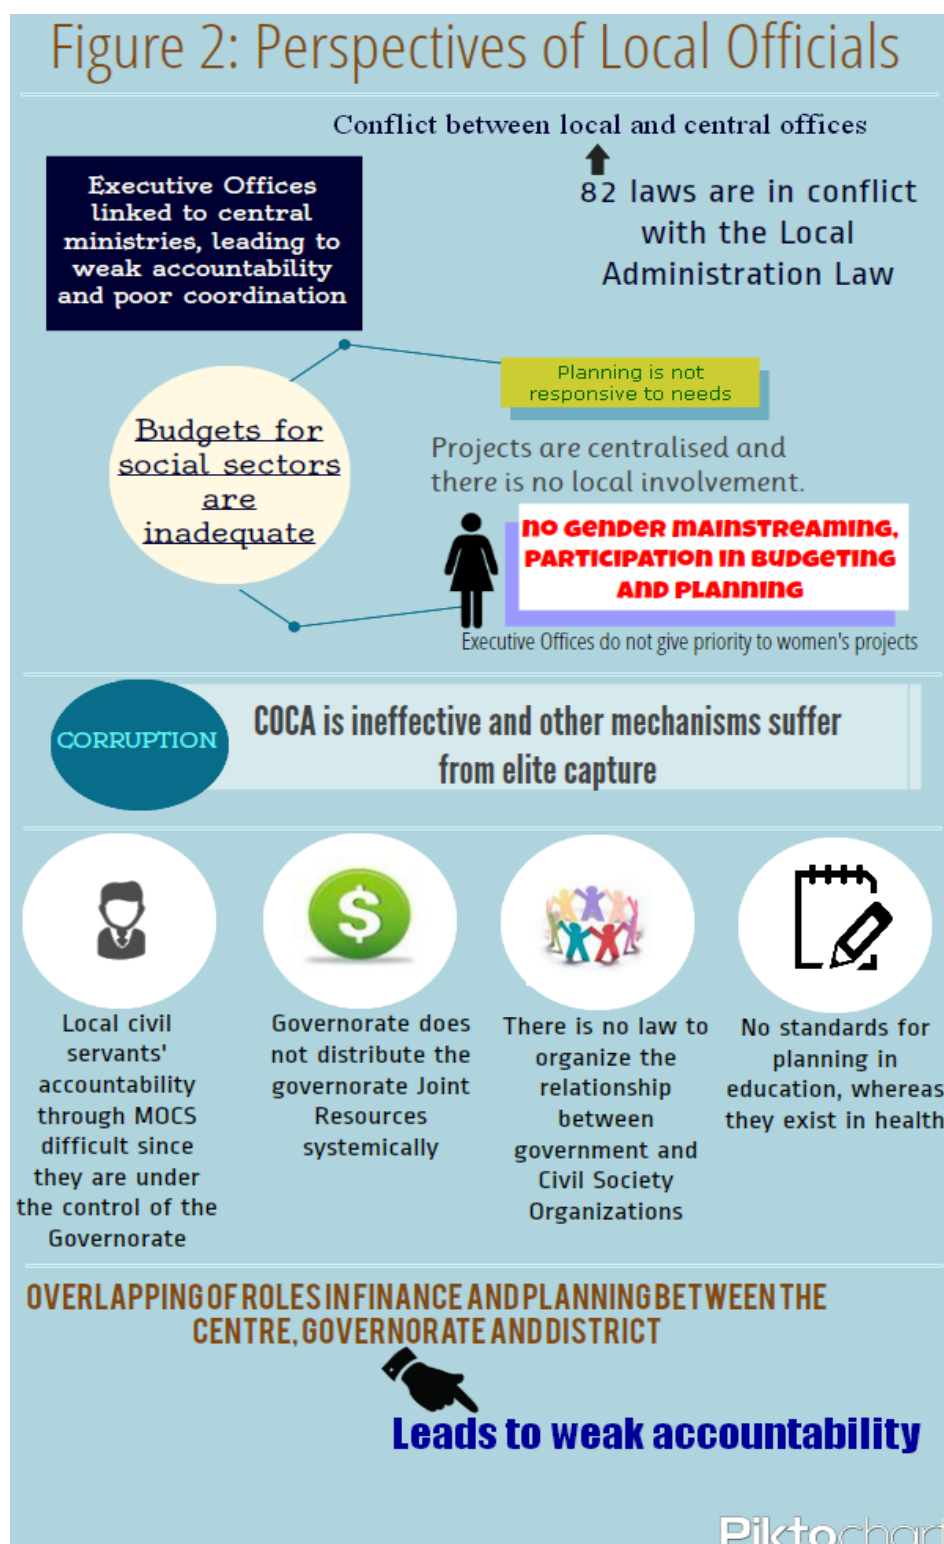 Figure 2: Perspectives of Local Officials
Conflict between local and central offices
82 laws are in conflict
with the Local
Administration Law
Executive Offices
linked to central
ministries, leading to
weak accountability
and poor coordination
Planning is not
responsive to needs
Budgets for
social sectors
are
inadequate
Projects are centralised and
there is no local involvement.
no Gender mainstreaming,
participation in budgeting
and planning
Executive Offices do not give priority to women's projects
CORRUPTION
COCA is ineffective and other mechanisms suffer
from elite capture
$
Local civil
servants'
accountability
through MOCS
difficult since
they are under
the control of the
Governorate
Governorate does
not distribute the
governorate Joint
Resources
systemically
There is no law to
organize the
relationship
between
government and
Civil Society
Organizations
No standards for
planning in
education, whereas
they exist in health
OVERLAPPING OF ROLES IN FINANCE AND PLANNING BETWEEN THE
CENTRE, GOVERNORATE AND DISTRICT
Leads to weak accountability
Piktochart